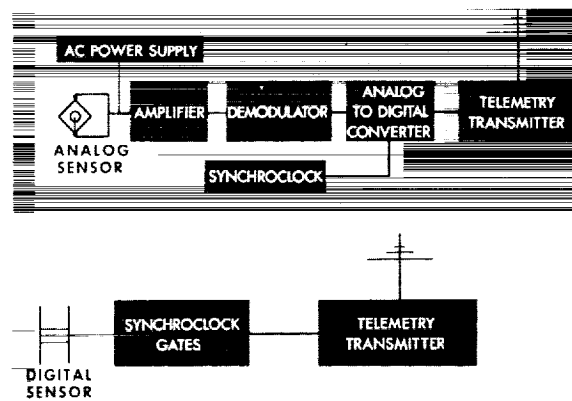 AC POWER SUPPLY
ANALOG
SENSOR
AMPLIFIER
DEMODULATOR
ANALOG
TO DIGITAL
CONVERTER
TELEMETRY
TRANSMITTER
SYNCHROCLOCK
DIGITAL
SENSOR
SYNCHROCLOCK
GATES
TELEMETRY
TRANSMITTER